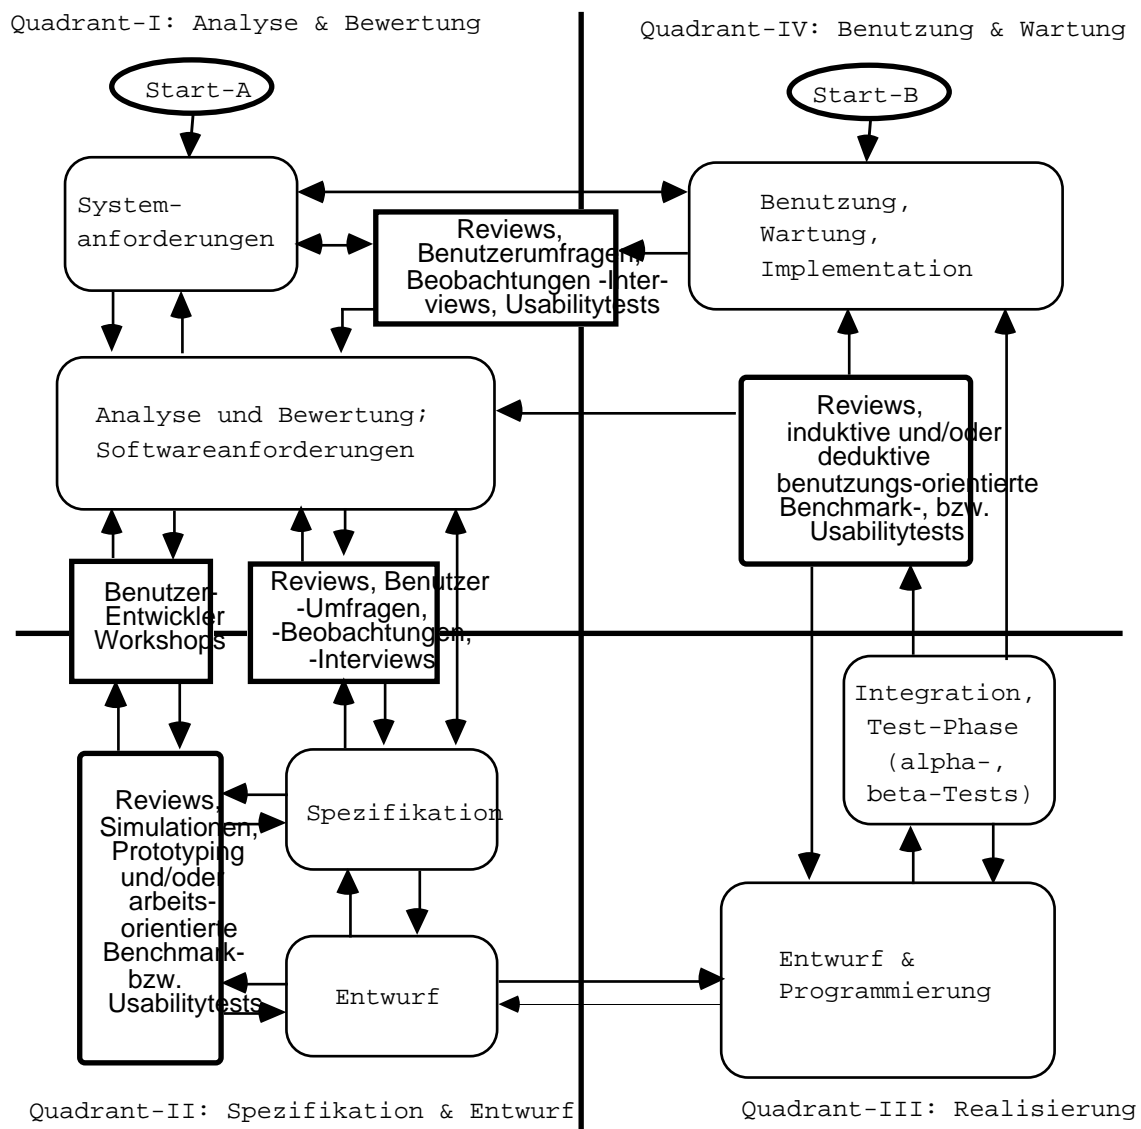 Quadrant-I: Analyse & Bewertung
Quadrant-IV: Benutzung & Wartung
Start-A
Start-B
System-
anforderungen
Benutzung,
Wartung,
Implementation
Reviews,
Benutzerumfragen,
Beobachtungen -Inter-
views, Usabilitytests
Analyse und Bewertung;
Softwareanforderungen
Reviews,
induktive und/oder
deduktive
benutzungs-orientierte
Benchmark-, bzw.
Usabilitytests
Benutzer-
Entwickler
Workshops
Reviews, Benutzer
-Umfragen,
-Beobachtungen,
-Interviews
Integration,
Test-Phase
(alpha-,
beta-Tests)
Reviews,
Simulationen,
Prototyping
und/oder
arbeits-
orientierte
Benchmark-
bzw.
Usabilitytests
Spezifikation
Entwurf
Entwurf &
Programmierung
Quadrant-II: Spezifikation & Entwurf
Quadrant-III: Realisierung